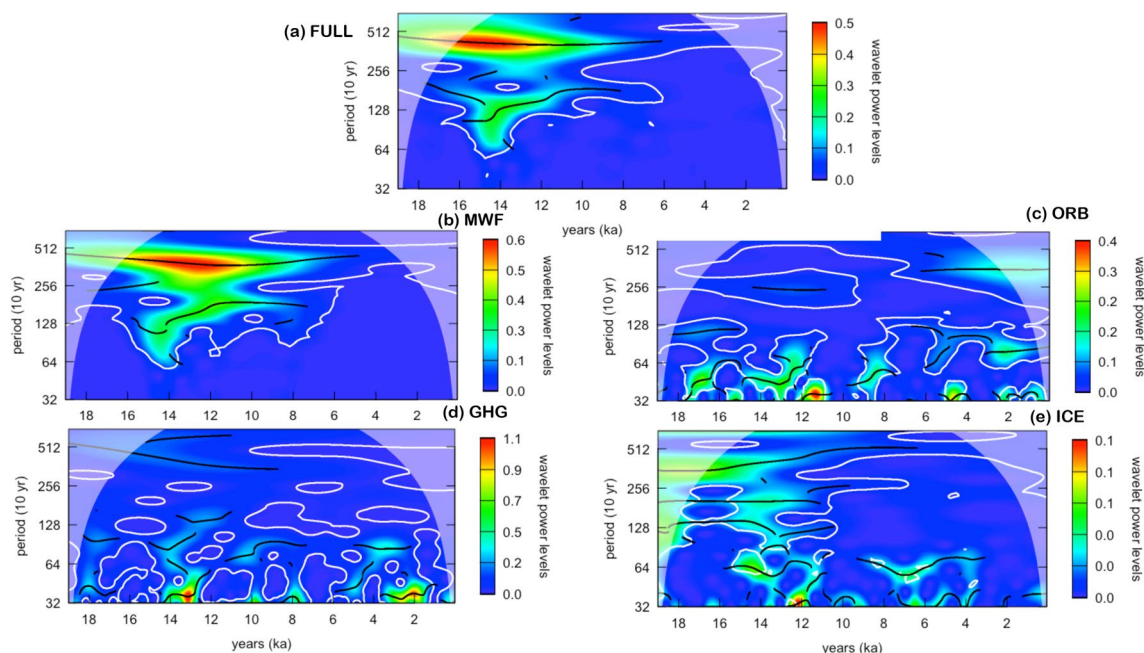 (a) FULL
period (10 yr)
512
256
128
64
32
18 16 14 12 10 8 6 4 2
years (ka)
0.5
0.4
0.3
0.2
0.1
0.0
wavelet power levels
(b) MWF
period (10 yr)
512
256
128
64
32
18 16 14 12 10 8 6 4 2
0.6
0.5
0.4
0.3
0.1
0.0
wavelet power levels
(c) ORB
period (10 yr)
512
256
128
64
32
18 16 14 12 10 8 6 4 2
0.4
0.3
0.2
0.2
0.1
0.0
wavelet power levels
(d) GHG
period (10 yr)
512
256
128
64
32
18 16 14 12 10 8 6 4 2
years (ka)
1.1
0.9
0.7
0.5
0.2
0.0
wavelet power levels
(e) ICE
period (10 yr)
512
256
128
64
32
18 16 14 12 10 8 6 4 2
years (ka)
0.1
0.1
0.1
0.1
0.0
0.0
wavelet power levels